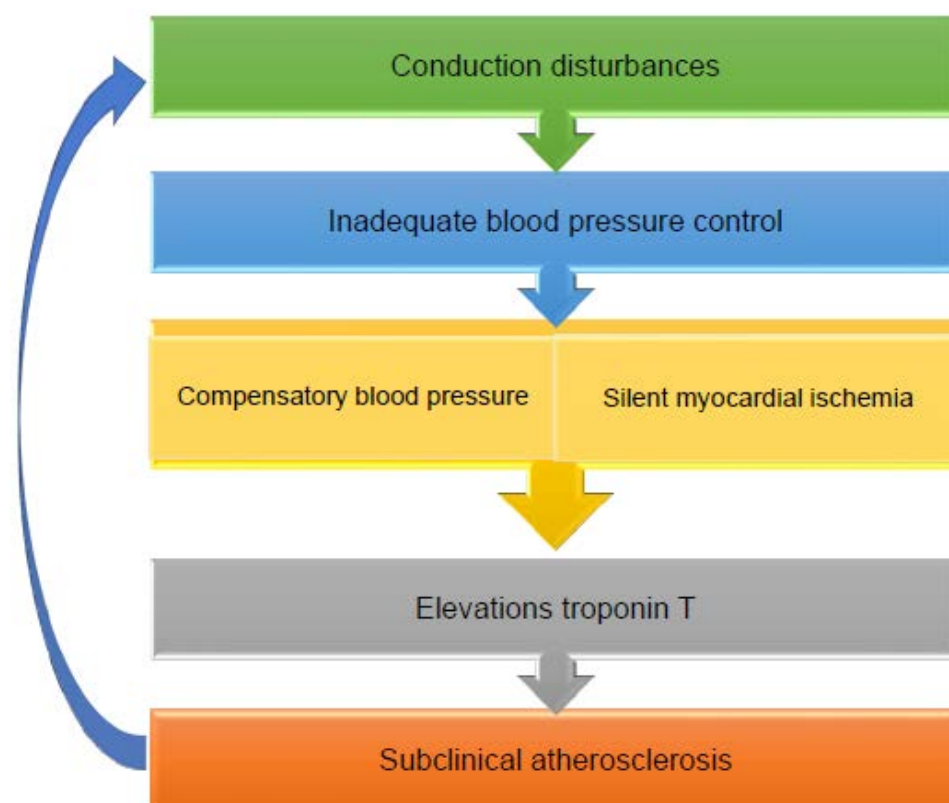 Conduction disturbances
Inadequate blood pressure control
Compensatory blood pressure
Silent myocardial ischemia
Elevations troponin T
Subclinical atherosclerosis